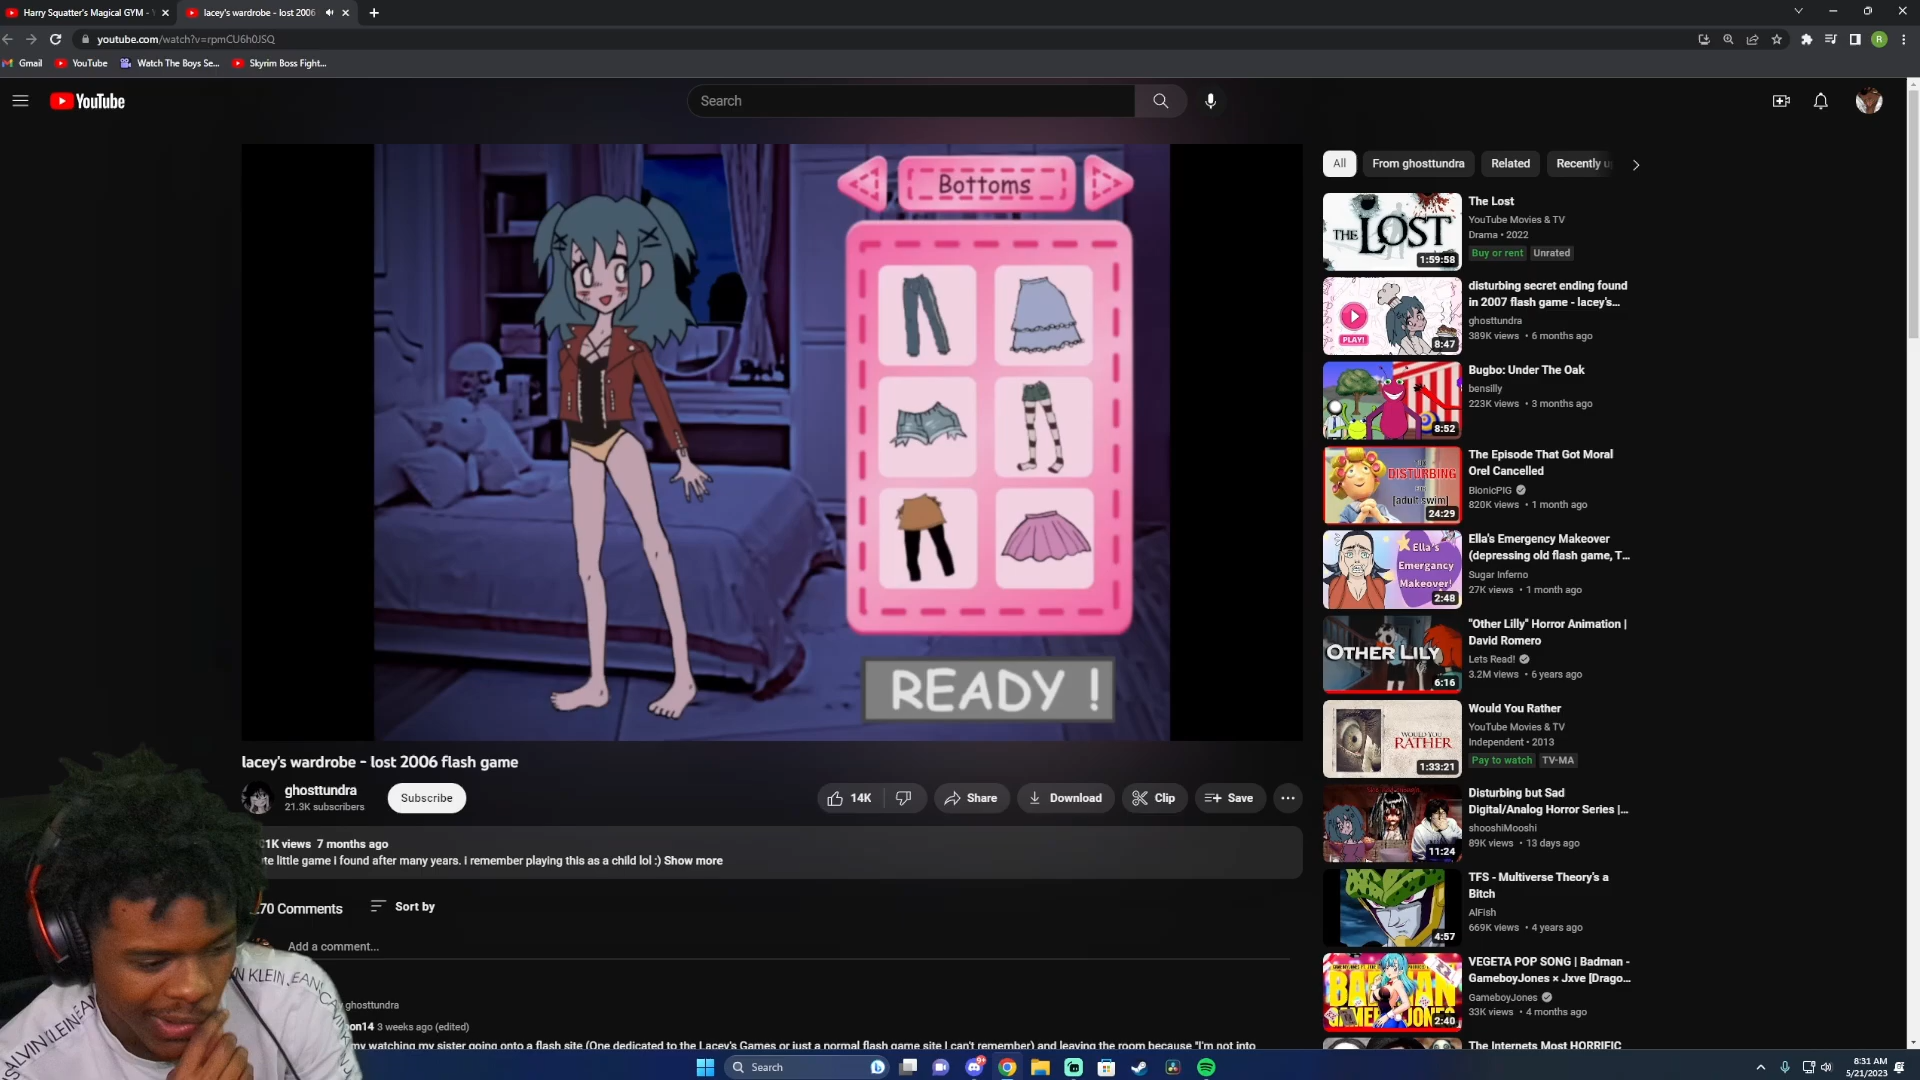 Harry Squatter's Magical GYM -
lacey's wardrobe - lost 2006
youtube.com/watch?v=rpmCU6h0JSQ
R
Gmail
YouTube
Watch The Boys Se...
Skyrim Boss Fight...
YouTube
Search
Bottoms
READY !
lacey's wardrobe - lost 2006 flash game
ghosttundra
21.3K subscribers
Subscribe
14K
Share
Download
Clip
Save
1K views 7 months ago
te little game i found after many years. i remember playing this as a child lol :) Show more
70 Comments
Sort by
Add a comment...
ghosttundra
on14 3 weeks ago (edited)
my watching my sister going onto a flash site (One dedicated to the Lacey's Games or just a normal flash game site I can't remember) and leaving the room because "I'm not into
All
From ghosttundra
Related
Recently u
THE LOST
1:59:58
The Lost
YouTube Movies & TV
Drama • 2022
Buy or rent
Unrated
PLAY!
8:47
disturbing secret ending found
in 2007 flash game - lacey's...
ghosttundra
389K views • 6 months ago
8:52
Bugbo: Under The Oak
bensilly
223K views • 3 months ago
DISTURBING
[adult swim]
24:29
The Episode That Got Moral
Orel Cancelled
BionicPIG
820K views • 1 month ago
Ella's
Emergancy
Makeover!
2:48
Ella's Emergency Makeover
(depressing old flash game, T...
Sugar Inferno
27K views • 1 month ago
OTHER LILY
6:16
"Other Lilly" Horror Animation |
David Romero
Lets Read!
3.2M views • 6 years ago
WOULD YOU
RATHER
1:33:21
Would You Rather
YouTube Movies & TV
Independent • 2013
Pay to watch
TV-MA
11:24
Disturbing but Sad
Digital/Analog Horror Series |...
shooshiMooshi
89K views • 13 days ago
4:57
TFS - Multiverse Theory's a
Bitch
AlFish
669K views • 4 years ago
2:40
VEGETA POP SONG | Badman -
GameboyJones × Jxve [Drago...
GameboyJones
33K views • 4 months ago
The Internets Most HORRIFIC
Search
8:31 AM
5/21/2023